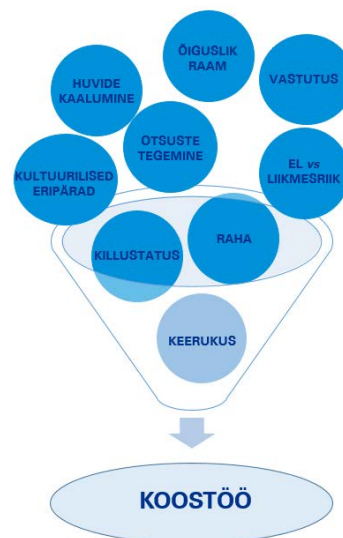 ÕIGUSLIK
RAAM
HUVIDE
KAALUMINE
VASTUTUS
OTSUSTE
TEGEMINE
KULTUURILISED
ERIPÄRAD
EL vs
LIIKMESRIIK
KILLUSTATUS
RAHA
KEERUKUS
KOOSTÖÖ